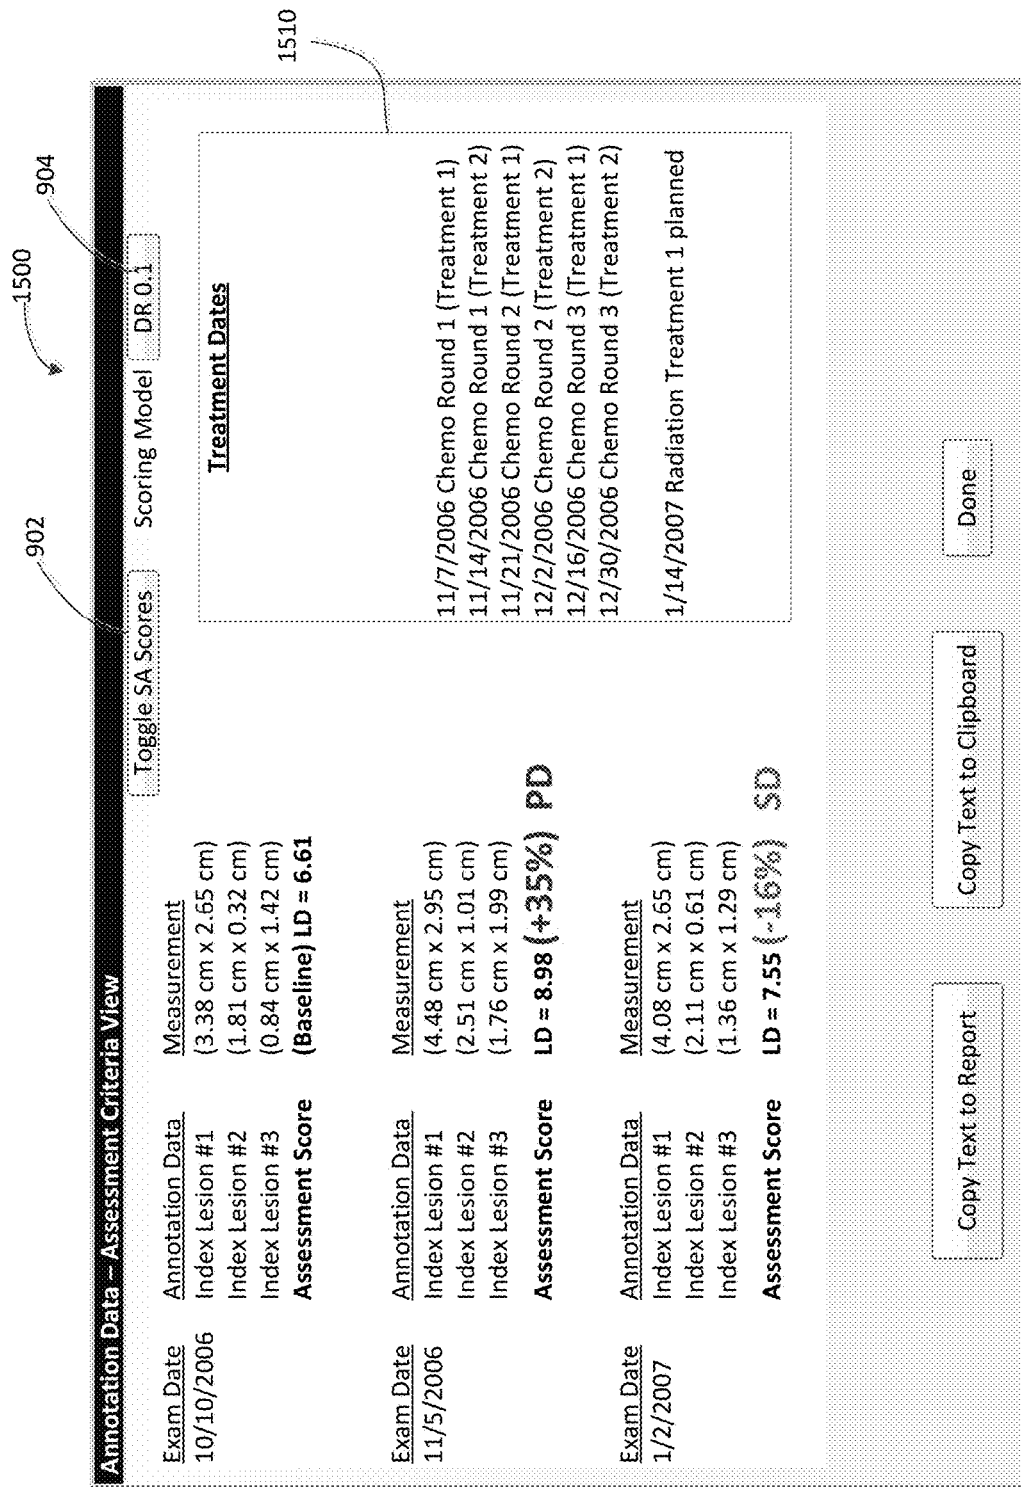 1500
902
904
1510
Annotation Data – Assessment Criteria View
Toggle SA Scores Scoring Model DR 0.1
Exam Date Annotation Data Measurement
10/10/2006 Index Lesion #1 (3.38 cm x 2.65 cm)
Index Lesion #2 (1.81 cm x 0.32 cm)
Index Lesion #3 (0.84 cm x 1.42 cm)
Assessment Score (Baseline) LD = 6.61
Exam Date Annotation Data Measurement
11/5/2006 Index Lesion #1 (4.48 cm x 2.95 cm)
Index Lesion #2 (2.51 cm x 1.01 cm)
Index Lesion #3 (1.76 cm x 1.99 cm)
Assessment Score LD = 8.98 (+35%) PD
Exam Date Annotation Data Measurement
1/2/2007 Index Lesion #1 (4.08 cm x 2.65 cm)
Index Lesion #2 (2.11 cm x 0.61 cm)
Index Lesion #3 (1.36 cm x 1.29 cm)
Assessment Score LD = 7.55 (-16%) SD
Treatment Dates
11/7/2006 Chemo Round 1 (Treatment 1)
11/14/2006 Chemo Round 1 (Treatment 2)
11/21/2006 Chemo Round 2 (Treatment 1)
12/2/2006 Chemo Round 2 (Treatment 2)
12/16/2006 Chemo Round 3 (Treatment 1)
12/30/2006 Chemo Round 3 (Treatment 2)
1/14/2007 Radiation Treatment 1 planned
Copy Text to Report Copy Text to Clipboard Done